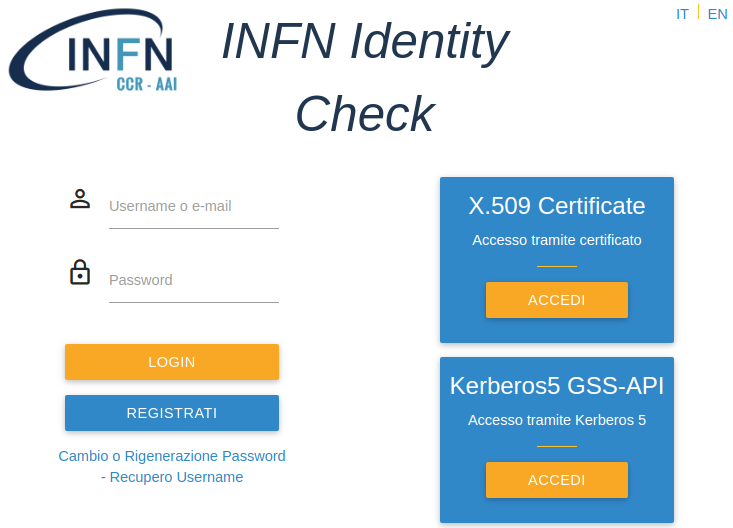 INFN
CCR - AAI
INFN Identity
Check
IT | EN
Username o e-mail
Password
LOGIN
REGISTRATI
Cambio o Rigenerazione Password
- Recupero Username
X.509 Certificate
Accesso tramite certificato
ACCEDI
Kerberos5 GSS-API
Accesso tramite Kerberos 5
ACCEDI